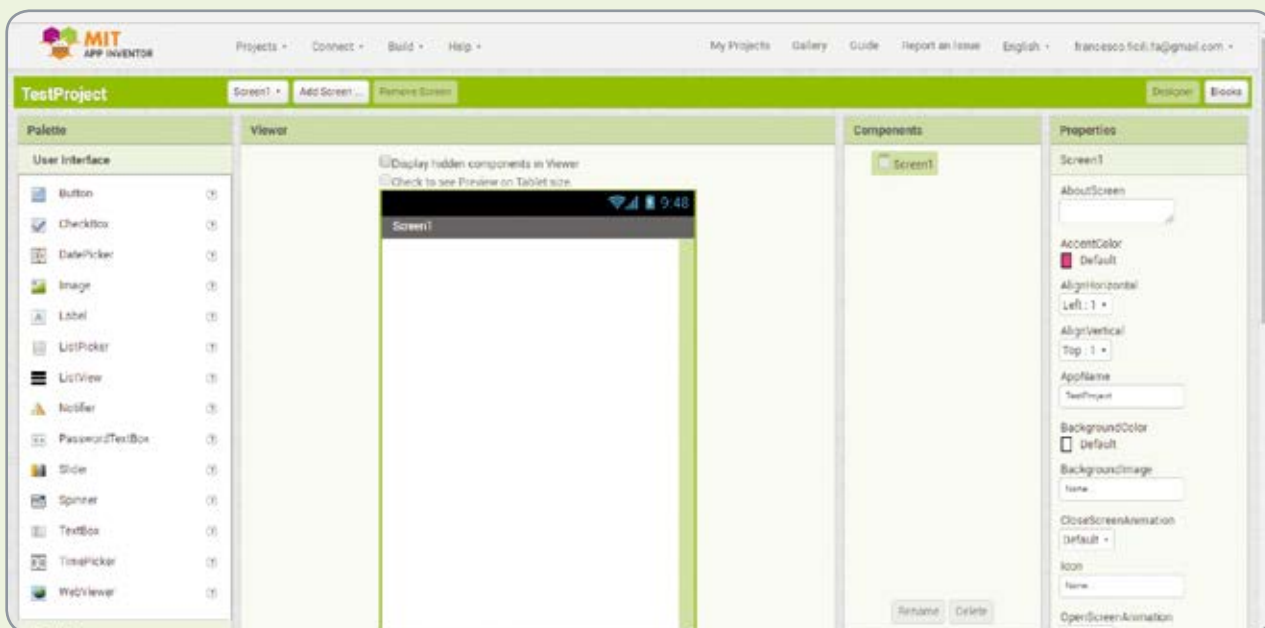 MIT
APP INVENTOR
Projects Connect Build Help My Projects Gallery Guide Report an Issue English
TestProject Screen1 Add Screen ... Remove Screen Designer Blocks
Palette Viewer Components Properties
User Interface
Display hidden components in Viewer
Check to see Preview on Tablet size.
9:48
Screen1
Button
CheckBox
DatePicker
Image
Label
ListPicker
ListView
Notifier
PasswordTextBox
Slider
Spinner
TextBox
TimePicker
WebViewer
Screen1
Rename Delete
Screen1
AboutScreen
AccentColor
Default
AlignHorizontal
Left : 1
AlignVertical
Top : 1
AppName
TestProject
BackgroundColor
Default
BackgroundImage
None...
CloseScreenAnimation
Default
Icon
None...
OpenScreenAnimation